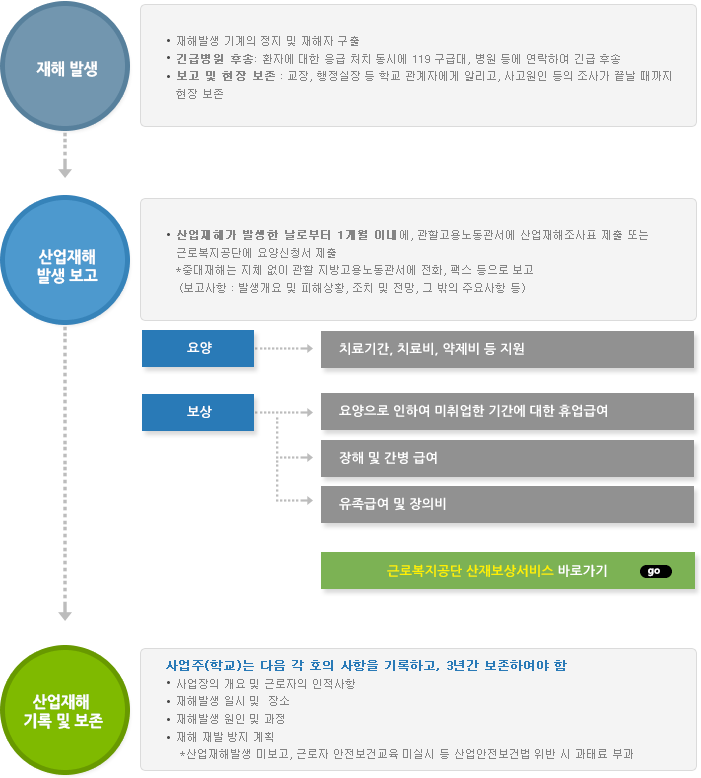 재해 발생
• 재해발생 기계의 정지 및 재해자 구출
• 긴급병원 후송: 환자에 대한 응급 처치 동시에 119 구급대, 병원 등에 연락하여 긴급 후송
• 보고 및 현장 보존 : 교장, 행정실장 등 학교 관계자에게 알리고, 사고원인 등의 조사가 끝날 때까지
현장 보존
산업재해
발생 보고
• 산업재해가 발생한 날로부터 1개월 이내에, 관할고용노동관서에 산업재해조사표 제출 또는
근로복지공단에 요양신청서 제출
*중대재해는 지체 없이 관할 지방고용노동관서에 전화, 팩스 등으로 보고
(보고사항 : 발생개요 및 피해상황, 조치 및 전망, 그 밖의 주요사항 등)
요양
치료기간, 치료비, 약제비 등 지원
보상
요양으로 인하여 미취업한 기간에 대한 휴업급여
장해 및 간병 급여
유족급여 및 장의비
근로복지공단 산재보상서비스 바로가기 go
산업재해
기록 및 보존
사업주(학교)는 다음 각 호의 사항을 기록하고, 3년간 보존하여야 함
• 사업장의 개요 및 근로자의 인적사항
• 재해발생 일시 및 장소
• 재해발생 원인 및 과정
• 재해 재발 방지 계획
*산업재해발생 미보고, 근로자 안전보건교육 미실시 등 산업안전보건법 위반 시 과태료 부과